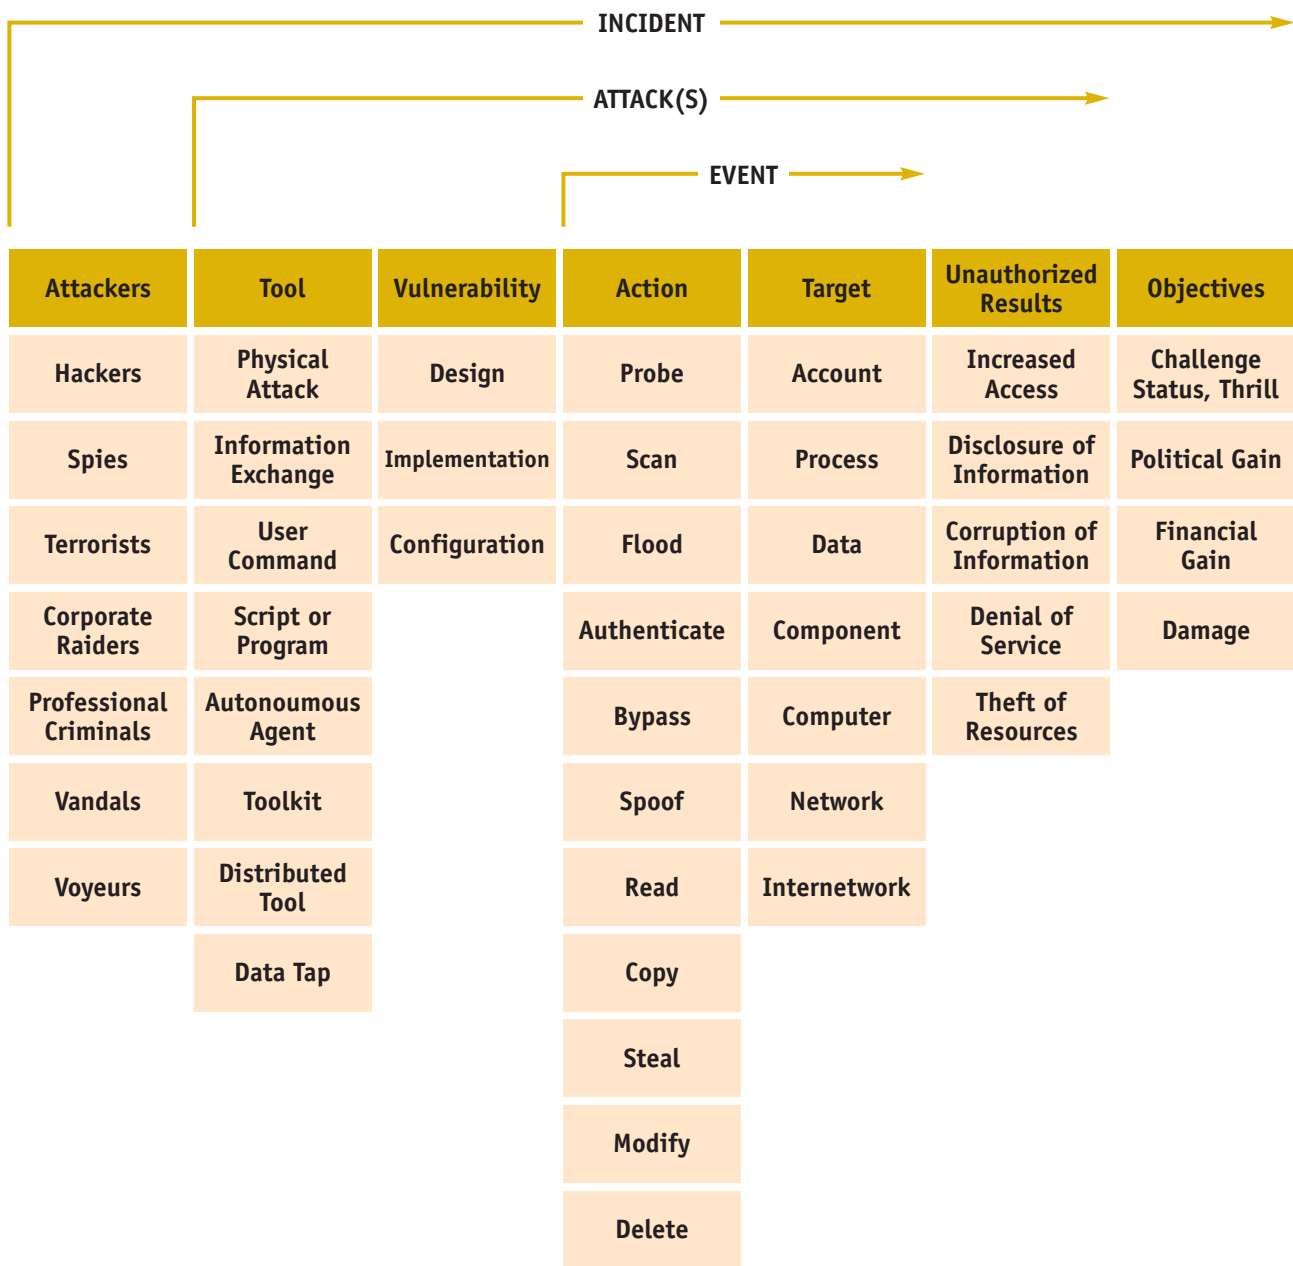 INCIDENT
ATTACK(S)
EVENT
Attackers
Tool
Vulnerability
Action
Target
Unauthorized
Results
Objectives
Hackers
Physical
Attack
Design
Probe
Account
Increased
Access
Challenge
Status, Thrill
Spies
Information
Exchange
Implementation
Scan
Process
Disclosure of
Information
Political Gain
Terrorists
User
Command
Configuration
Flood
Data
Corruption of
Information
Financial
Gain
Corporate
Raiders
Script or
Program
Authenticate
Component
Denial of
Service
Damage
Professional
Criminals
Autonoumous
Agent
Bypass
Computer
Theft of
Resources
Vandals
Toolkit
Spoof
Network
Voyeurs
Distributed
Tool
Read
Internetwork
Data Tap
Copy
Steal
Modify
Delete